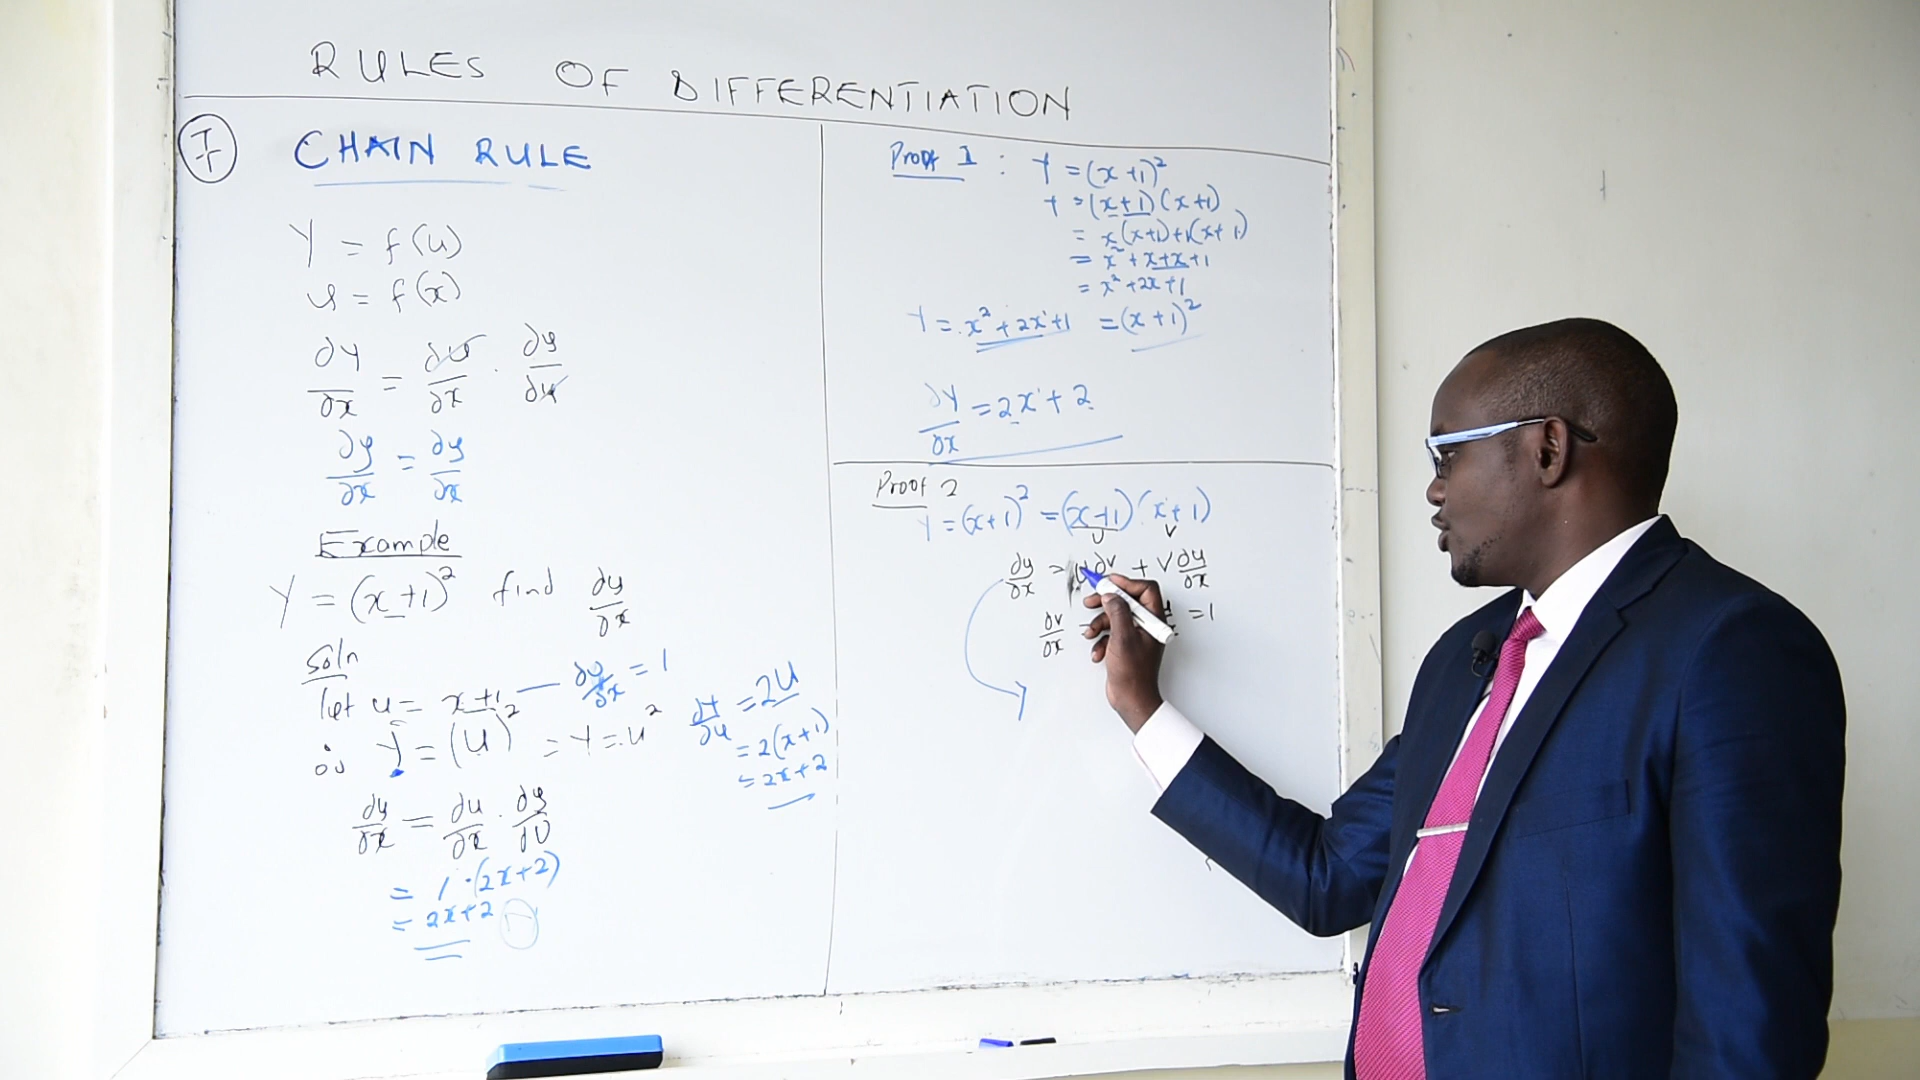 RULES OF DIFFERENTIATION
CHAIN RULE
Y = f(u)
u = f(x)
∂y/∂x = ∂u/∂x · ∂y/∂u
∂y/∂x = ∂y/∂x
Example
Y = (x+1)² find ∂y/∂x
Soln
let u = x+1 — ∂u/∂x = 1
∴ Y = (u)² = Y = u²
∂y/∂u = 2u
= 2(x+1)
= 2x+2
∂y/∂x = ∂u/∂x · ∂y/∂U
= 1·(2x+2)
= 2x+2
Proof 1 : Y = (x+1)²
Y = (x+1)(x+1)
= x(x+1)+1(x+1)
= x²+x+x+1
= x²+2x+1
Y = x²+2x+1 = (x+1)²
∂y/∂x = 2x+2
Proof 2
Y = (x+1)² = (x+1)(x+1)
U V
∂y/∂x = u ∂v + V ∂u/∂x
∂v/∂x = 1